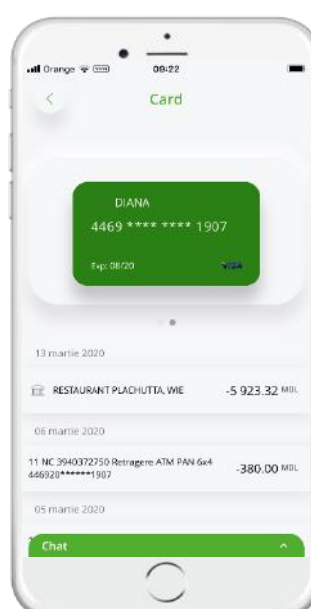 Orange
09:22
Card
DIANA
4469 **** **** 1907
Exp: 08/20
VISA
13 martie 2020
RESTAURANT PLACHUTTA, WIE -5 923.32 MDL
06 martie 2020
11 NC 3940372750 Retragere ATM PAN 6x4
446920******1907 -380.00 MDL
05 martie 2020
Chat